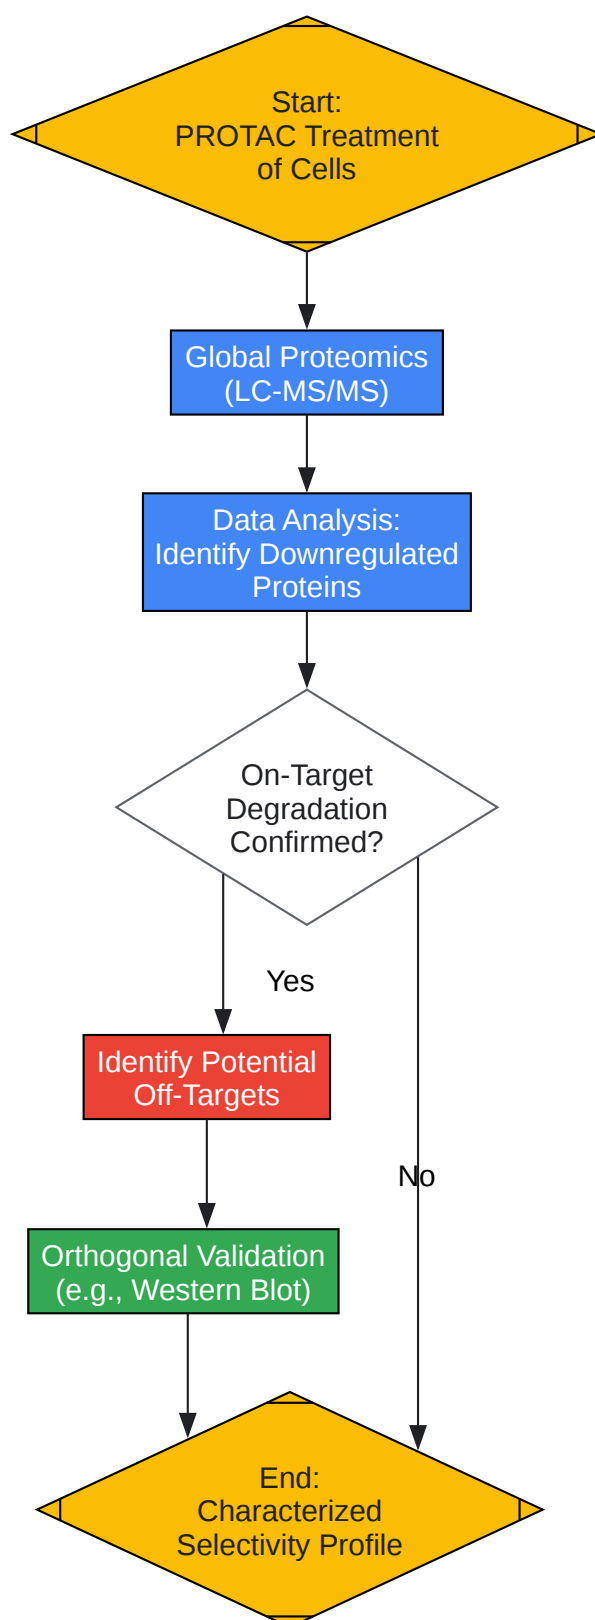 Start:
PROTAC Treatment
of Cells
Global Proteomics
(LC-MS/MS)
Data Analysis:
Identify Downregulated
Proteins
On-Target
Degradation
Confirmed?
Yes
Identify Potential
Off-Targets
No
Orthogonal Validation
(e.g., Western Blot)
End:
Characterized
Selectivity Profile